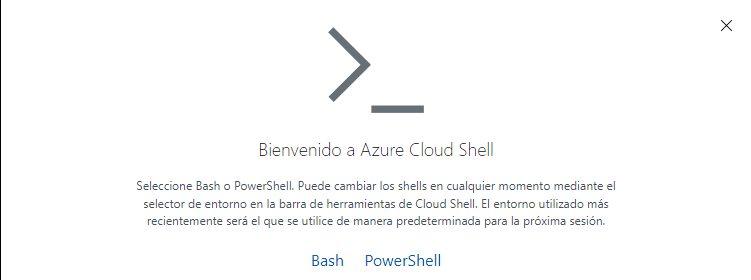 Bienvenido a Azure Cloud Shell
Seleccione Bash o PowerShell. Puede cambiar los shells en cualquier momento mediante el
selector de entorno en la barra de herramientas de Cloud Shell. El entorno utilizado más
recientemente será el que se utilice de manera predeterminada para la próxima sesión.
Bash PowerShell